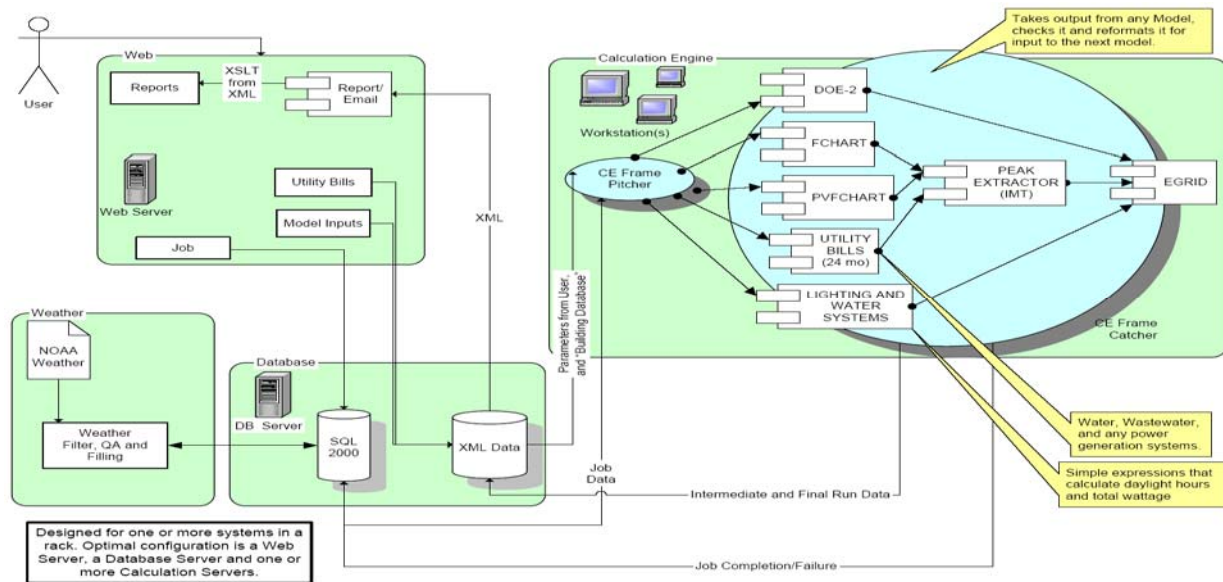 Takes output from any Model,
checks it and reformats it for
input to the next model.
User
Web
Reports
XSLT
from
XML
Report/
Email
Web Server
Utility Bills
Model Inputs
Job
XML
Calculation Engine
Workstation(s)
CE Frame
Pitcher
DOE-2
FCHART
PVFCHART
UTILITY
BILLS
(24 mo)
LIGHTING AND
WATER
SYSTEMS
PEAK
EXTRACTOR
(IMT)
EGRID
CE Frame
Catcher
Parameters from User,
and "Building Database"
Weather
NOAA
Weather
Weather
Filter, QA and
Filling
Database
DB Server
SQL
2000
XML Data
Job
Data
Intermediate and Final Run Data
Job Completion/Failure
Water, Wastewater,
and any power
generation systems.
Simple expressions that
calculate daylight hours
and total wattage
Designed for one or more systems in a
rack. Optimal configuration is a Web
Server, a Database Server and one or
more Calculation Servers.